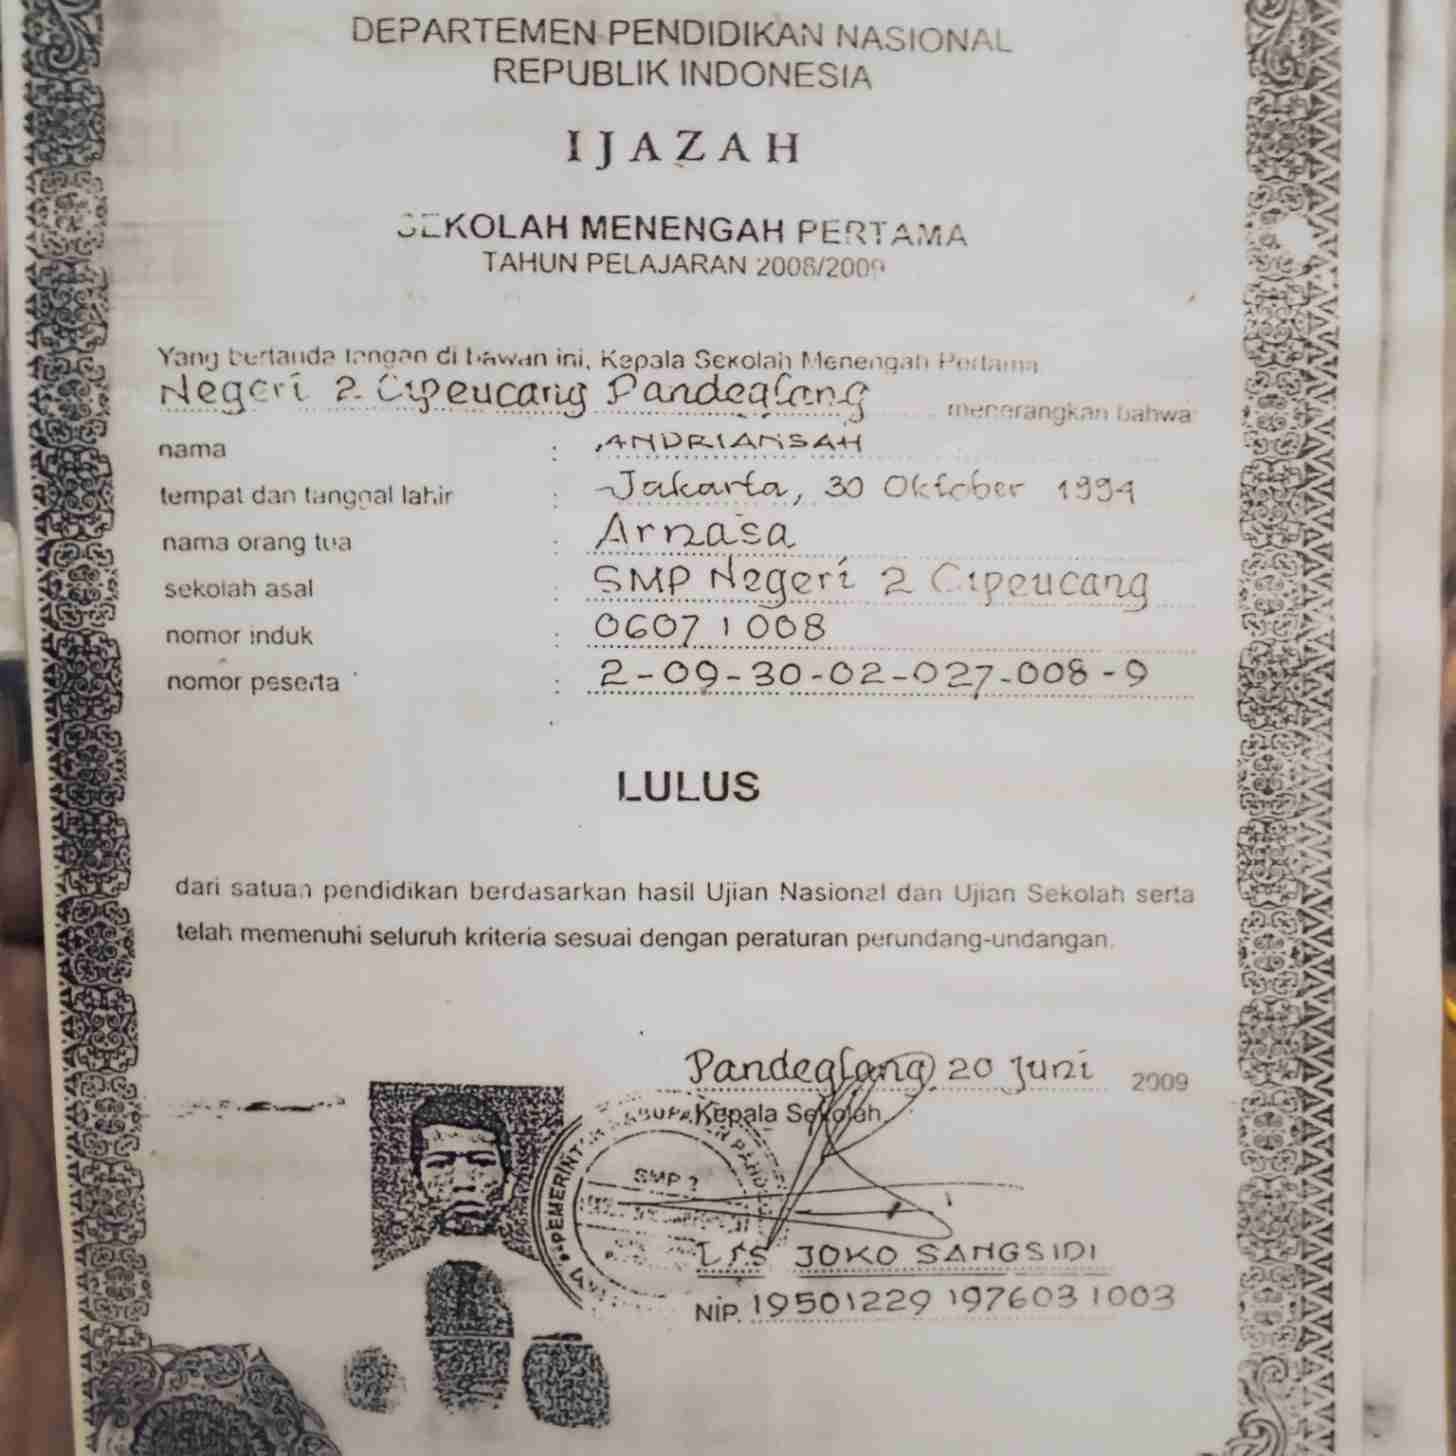 DEPARTEMEN PENDIDIKAN NASIONAL
REPUBLIK INDONESIA
IJAZAH
SEKOLAH MENENGAH PERTAMA
TAHUN PELAJARAN 2008/2009
Yang bertanda tangan di bawah ini, Kepala Sekolah Menengah Pertama
Negeri 2 Cipeucang Pandeglang menerangkan bahwa
nama : ANDRIANSAH
tempat dan tanggal lahir : Jakarta, 30 Oktober 1994
nama orang tua : Arnasa
sekolah asal : SMP Negeri 2 Cipeucang
nomor induk : 06071008
nomor peserta : 2-09-30-02-027-008-9
LULUS
dari satuan pendidikan berdasarkan hasil Ujian Nasional dan Ujian Sekolah serta
telah memenuhi seluruh kriteria sesuai dengan peraturan perundang-undangan.
Pandeglang, 20 Juni 2009
Kepala Sekolah,
PEMERINTAH KABUPATEN
SMP
JOKO SANGSIDI
NIP. 19501229 197603 1003